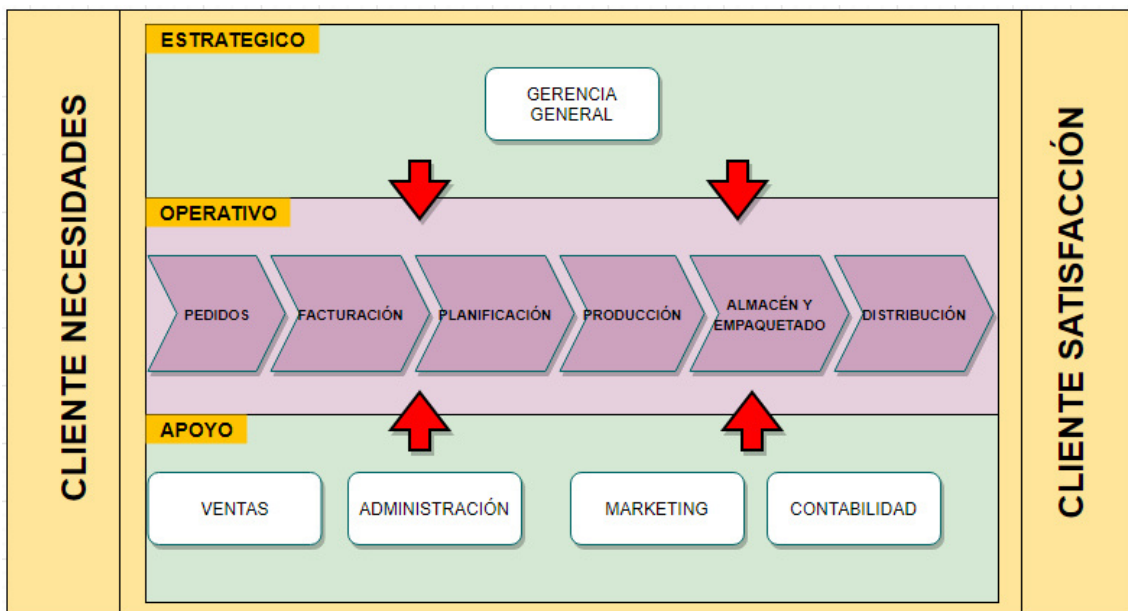 ESTRATEGICO
GERENCIA
GENERAL
CLIENTE NECESIDADES
OPERATIVO
PEDIDOS
FACTURACIÓN
PLANIFICACIÓN
PRODUCCIÓN
ALMACÉN Y
EMPAQUETADO
DISTRIBUCIÓN
APOYO
VENTAS
ADMINISTRACIÓN
MARKETING
CONTABILIDAD
CLIENTE SATISFACCIÓN